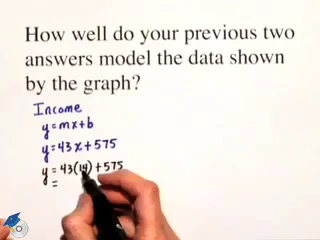 How well do your previous two
answers model the data shown
by the graph?
Income
y = mx + b
y = 43x + 575
y = 43(14) + 575
=